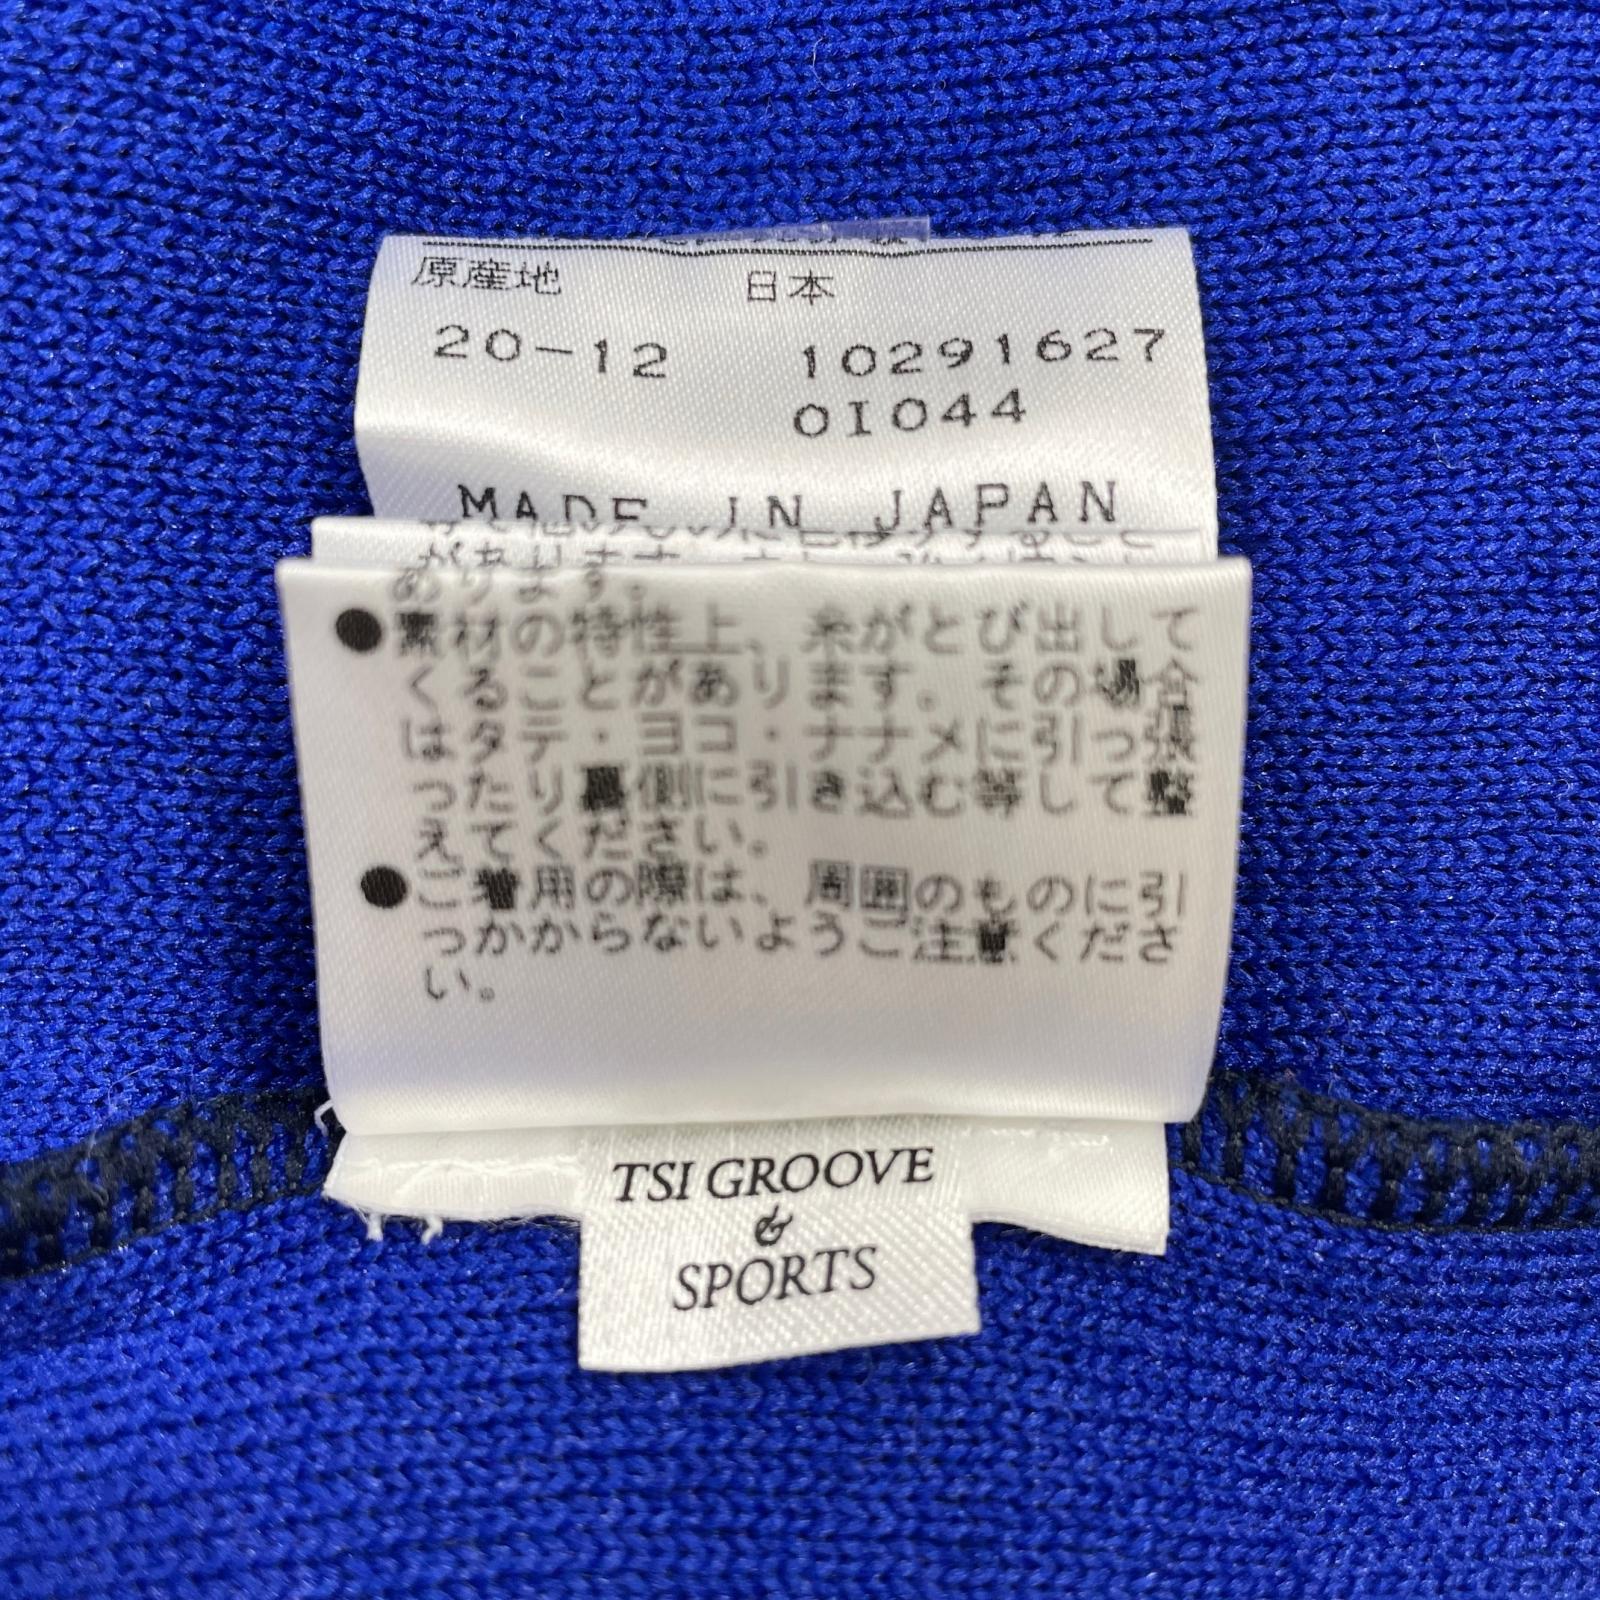 原産地 日本
20-12 10291627
01044
MADE IN JAPAN
があります。
●素材の特性上、糸がとび出して
くることがあります。その場合
はタテ・ヨコ・ナナメに引っ張
ったり裏側に引き込む等して整
えてください。
●ご着用の際は、周囲のものに引
っかからないようご注意くださ
い。
TSI GROOVE
&
SPORTS